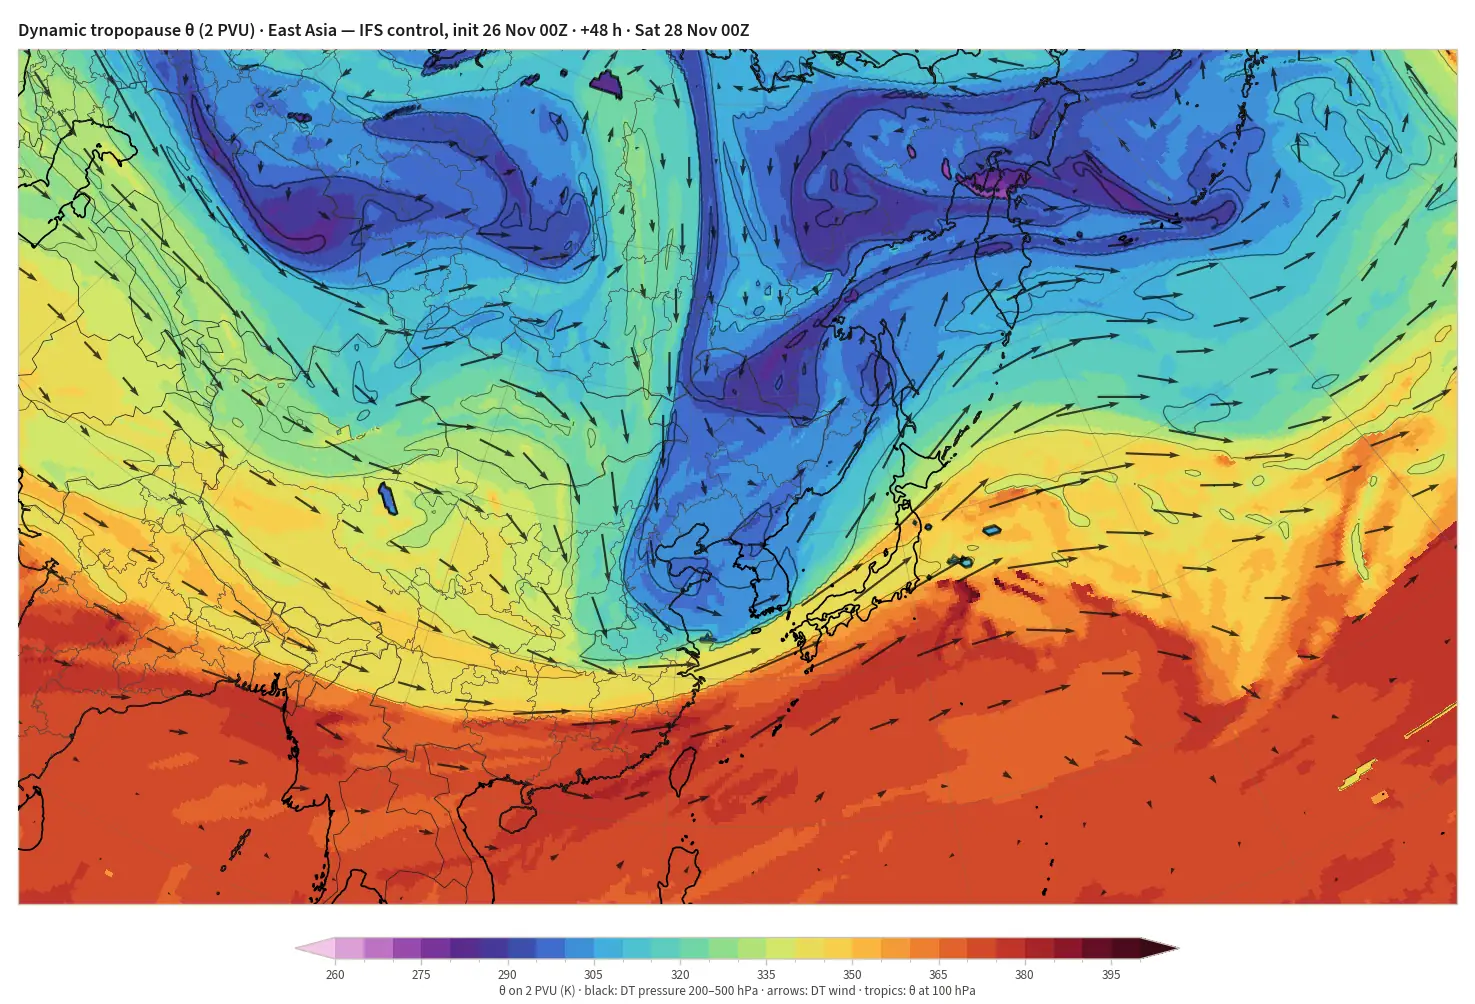 Dynamic tropopause θ (2 PVU) · East Asia — IFS control, init 26 Nov 00Z · +48 h · Sat 28 Nov 00Z
260 275 290 305 320 335 350 365 380 395
θ on 2 PVU (K) · black: DT pressure 200–500 hPa · arrows: DT wind · tropics: θ at 100 hPa